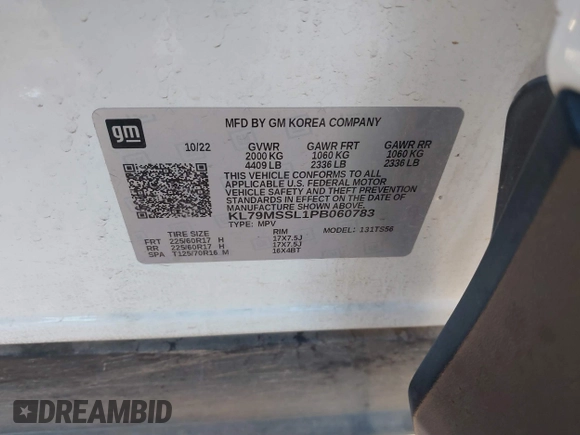 gm
MFD BY GM KOREA COMPANY
10/22 GVWR GAWR FRT GAWR RR
2000 KG 1060 KG 1060 KG
4409 LB 2336 LB 2336 LB
THIS VEHICLE CONFORMS TO ALL
APPLICABLE U.S. FEDERAL MOTOR
VEHICLE SAFETY AND THEFT PREVENTION
STANDARDS IN EFFECT ON THE DATE OF
MANUFACTURE SHOWN ABOVE.
KL79MSSL1PB060783
TYPE: MPV MODEL: 131TS56
TIRE SIZE RIM
FRT 225/60R17 H 17X7.5J
RR 225/60R17 H 17X7.5J
SPA T125/70R16 M 16X4BT
DREAMBID